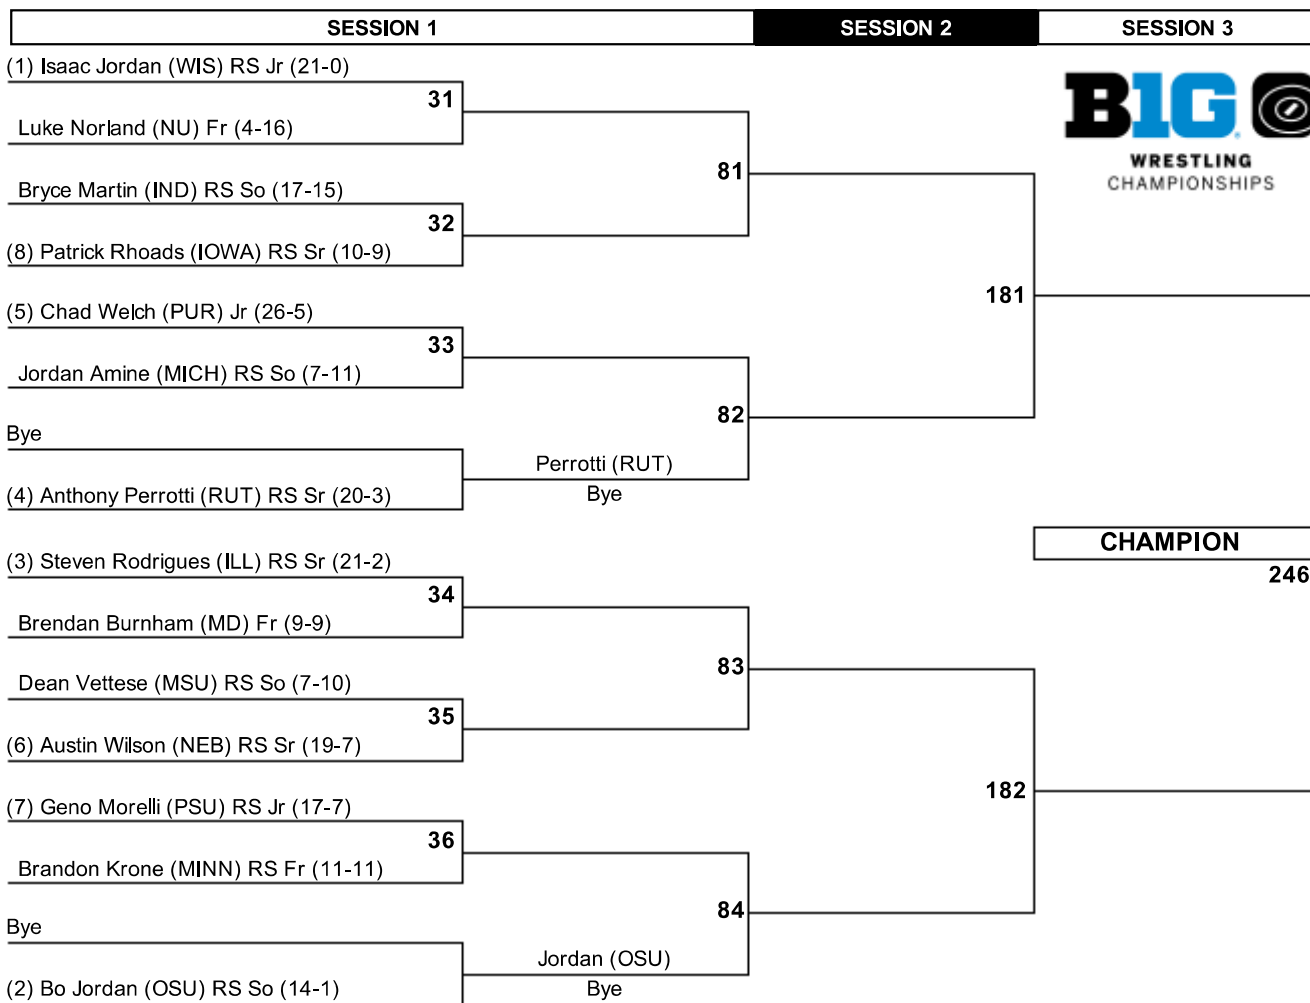 SESSION 1 SESSION 2 SESSION 3
(1) Isaac Jordan (WIS) RS Jr (21-0)
31
Luke Norland (NU) Fr (4-16)
81
Bryce Martin (IND) RS So (17-15)
32
(8) Patrick Rhoads (IOWA) RS Sr (10-9)
B1G
WRESTLING
CHAMPIONSHIPS
181
(5) Chad Welch (PUR) Jr (26-5)
33
Jordan Amine (MICH) RS So (7-11)
82
Bye
Perrotti (RUT)
Bye
(4) Anthony Perrotti (RUT) RS Sr (20-3)
CHAMPION
246
(3) Steven Rodrigues (ILL) RS Sr (21-2)
34
Brendan Burnham (MD) Fr (9-9)
83
Dean Vettese (MSU) RS So (7-10)
35
(6) Austin Wilson (NEB) RS Sr (19-7)
182
(7) Geno Morelli (PSU) RS Jr (17-7)
36
Brandon Krone (MINN) RS Fr (11-11)
84
Bye
Jordan (OSU)
Bye
(2) Bo Jordan (OSU) RS So (14-1)